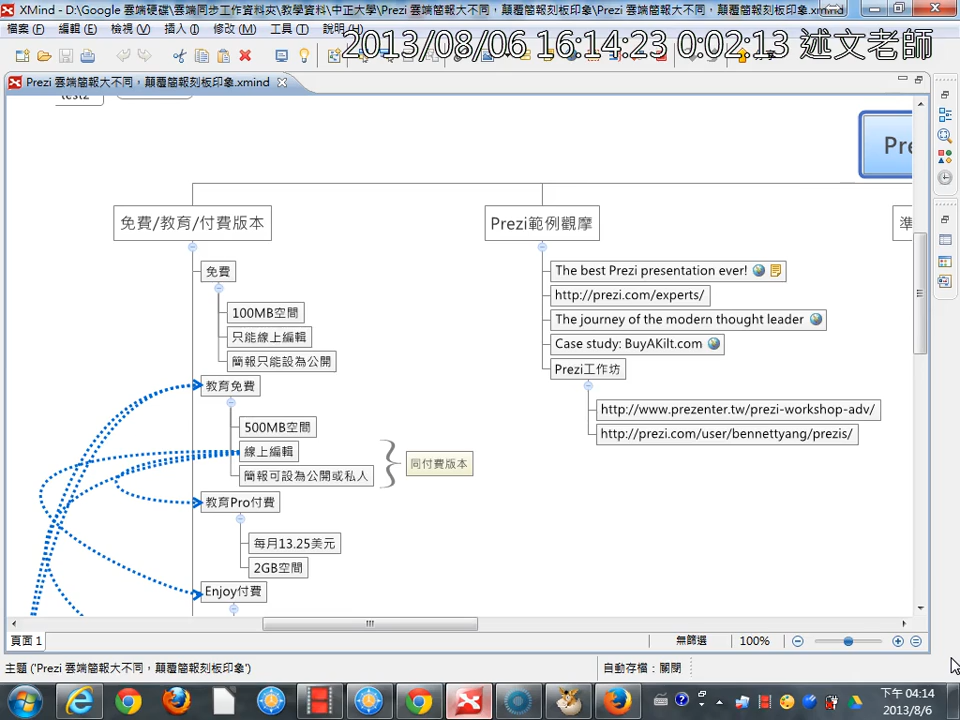 XMind - D:\Google 雲端硬碟\雲端同步工作資料夾\教學資料\中正大學\Prezi 雲端簡報大不同，顛覆簡報刻板印象\Prezi 雲端簡報大不同，顛覆簡報刻板印象.xmind
檔案(F) 編輯(E) 檢視(V) 插入(I) 修改(M) 工具(T) 說明(H)
2013/08/06 16:14:23 0:02:13 述文老師
Prezi 雲端簡報大不同，顛覆簡報刻板印象.xmind
test2
Pre
免費/教育/付費版本
Prezi範例觀摩
準
免費
100MB空間
只能線上編輯
簡報只能設為公開
教育免費
500MB空間
線上編輯
簡報可設為公開或私人
同付費版本
教育Pro付費
每月13.25美元
2GB空間
Enjoy付費
The best Prezi presentation ever!
http://prezi.com/experts/
The journey of the modern thought leader
Case study: BuyAKilt.com
Prezi工作坊
http://www.prezenter.tw/prezi-workshop-adv/
http://prezi.com/user/bennettyang/prezis/
頁面 1
無篩選
100%
主題 ('Prezi 雲端簡報大不同，顛覆簡報刻板印象')
自動存檔：關閉
下午 04:14
2013/8/6